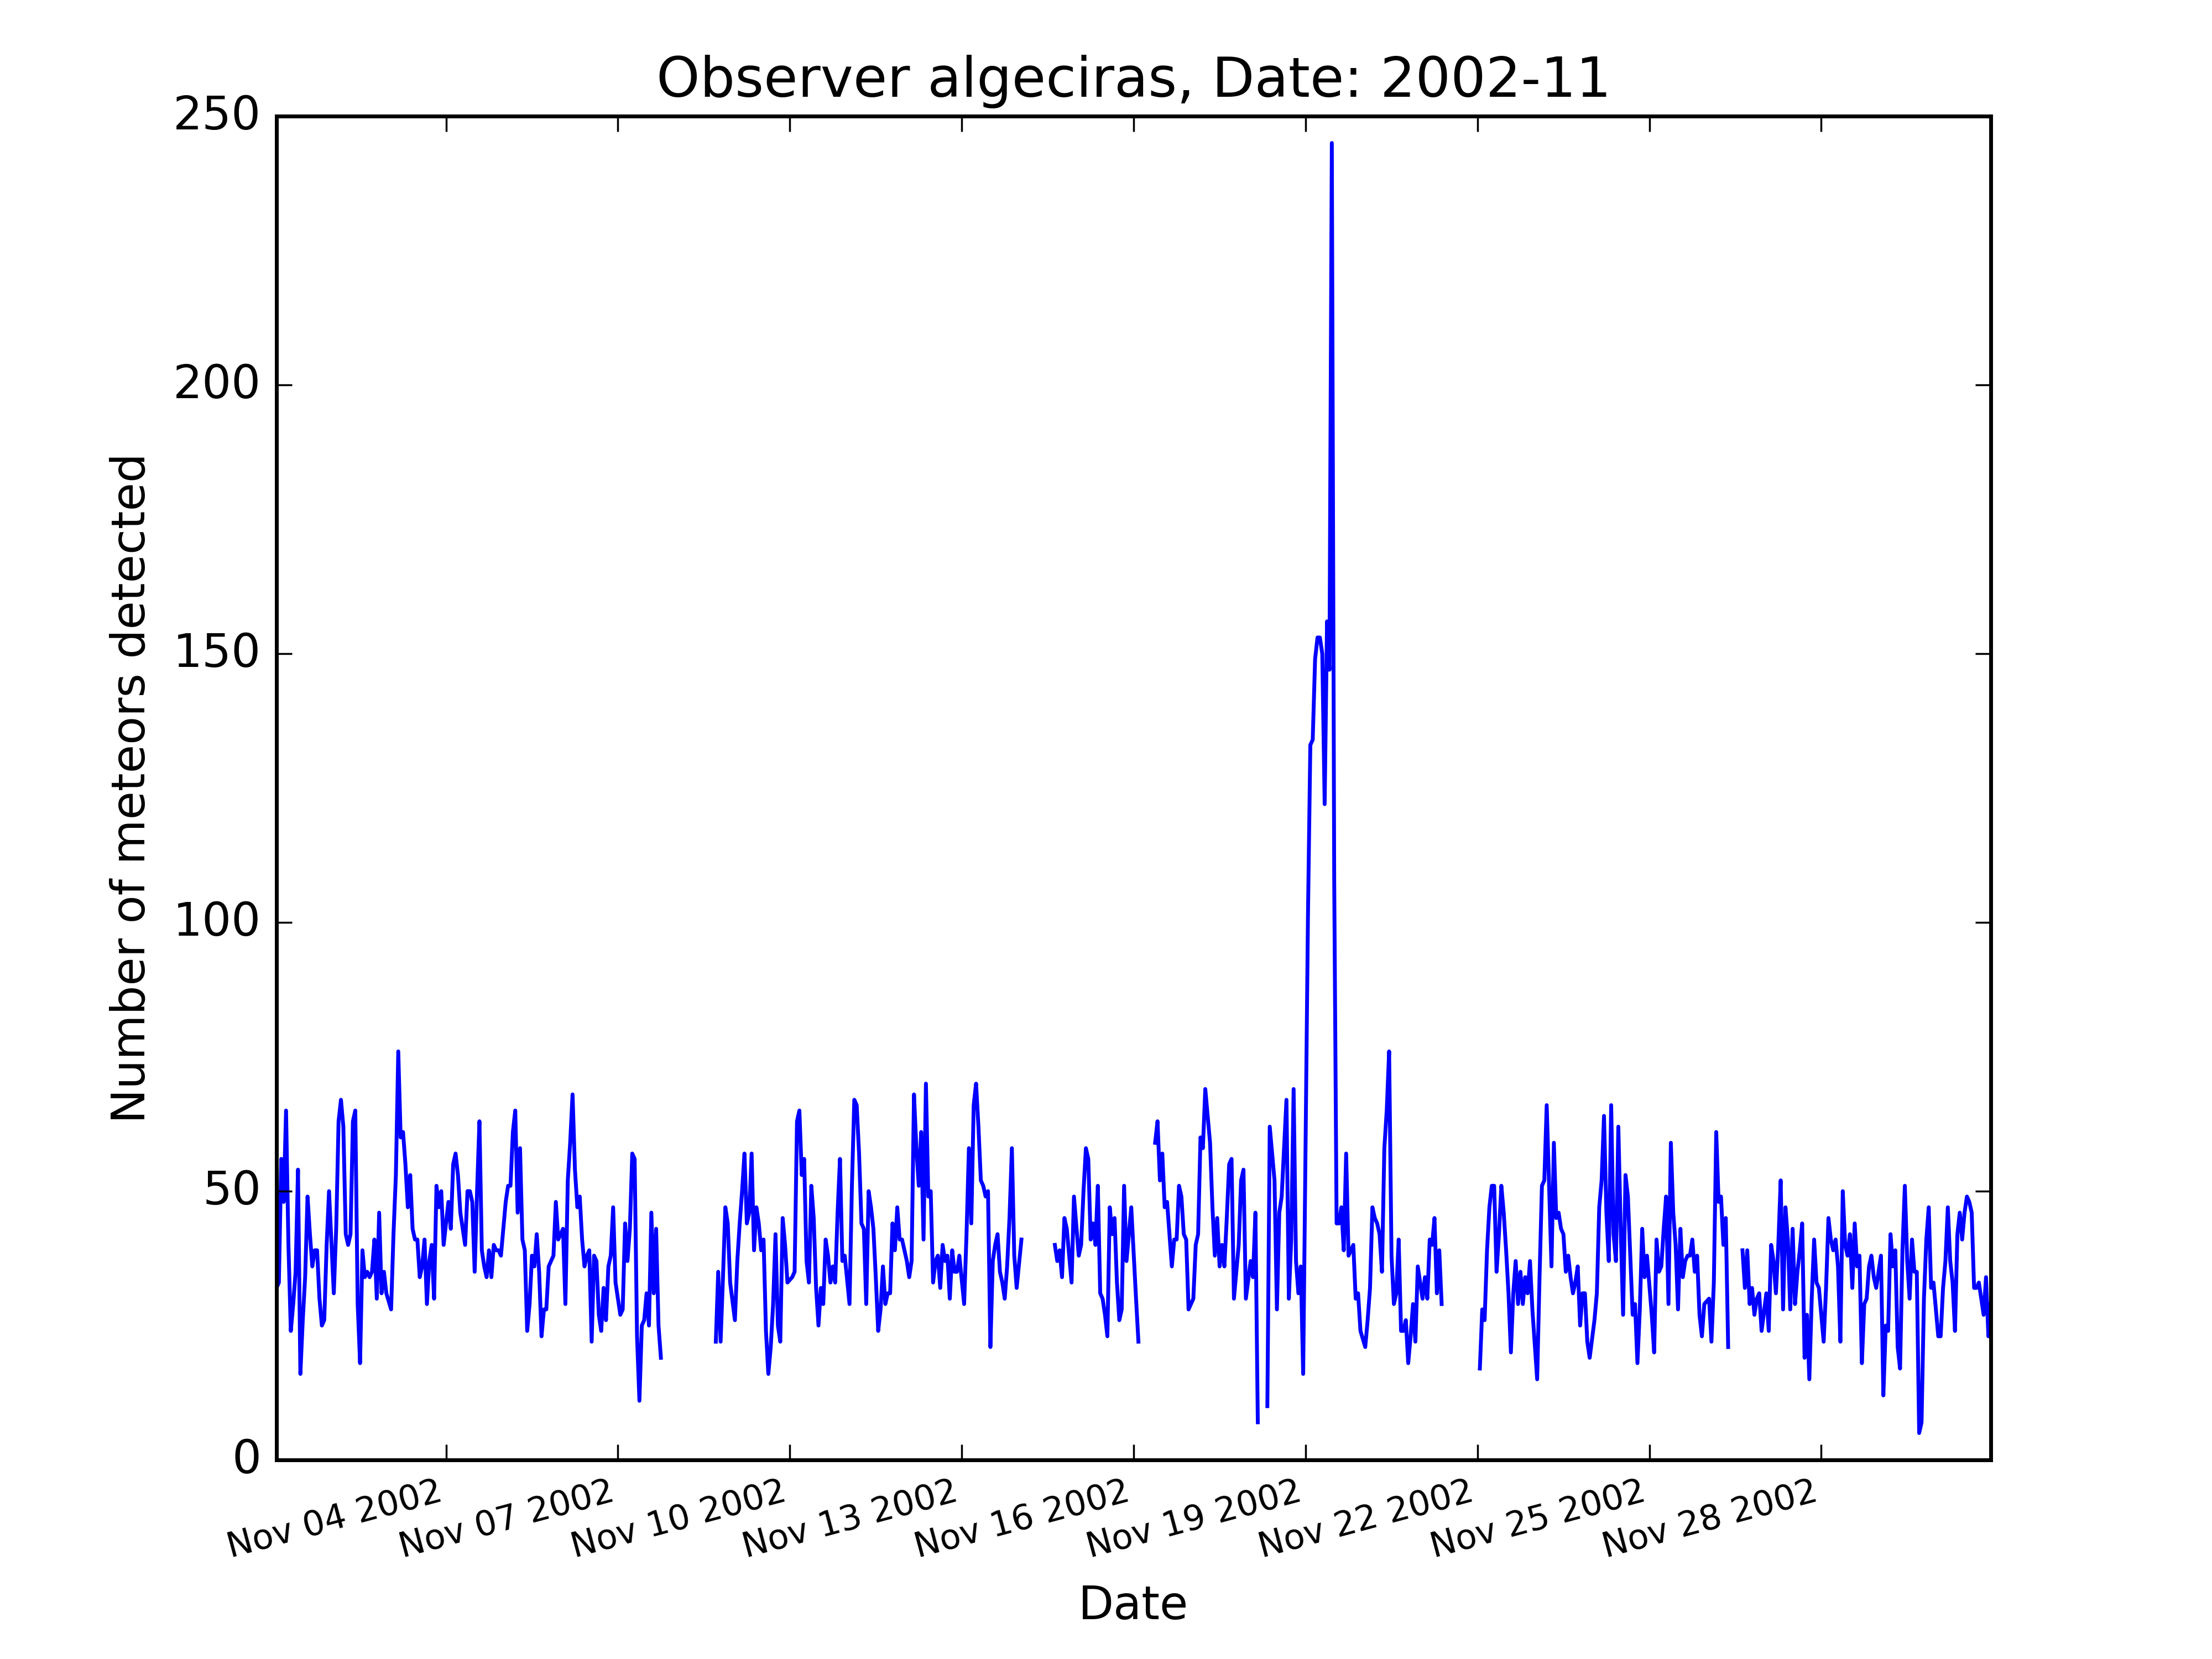 Observer algeciras, Date: 2002-11
250
200
150
100
50
0
Number of meteors detected
Nov 04 2002
Nov 07 2002
Nov 10 2002
Nov 13 2002
Nov 16 2002
Nov 19 2002
Nov 22 2002
Nov 25 2002
Nov 28 2002
Date